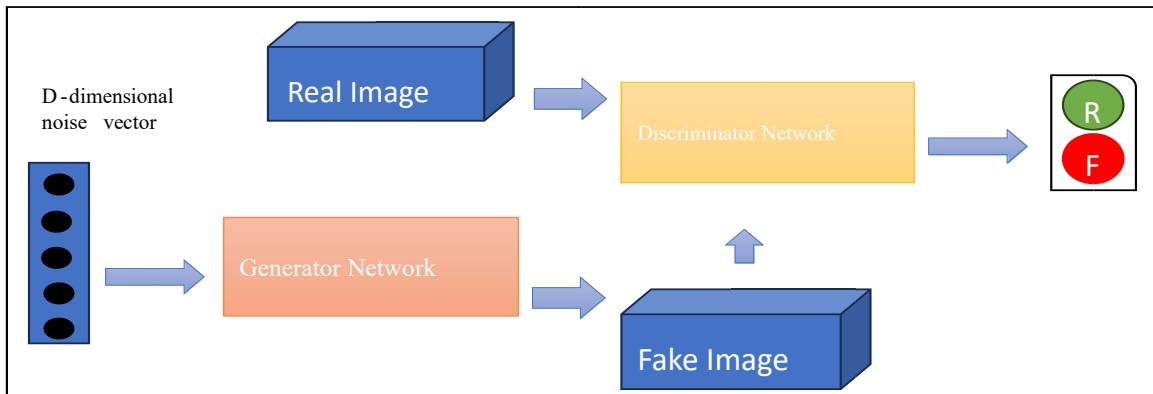 Real Image
D-dimensional
noise vector
Discriminator Network
R
F
Generator Network
Fake Image